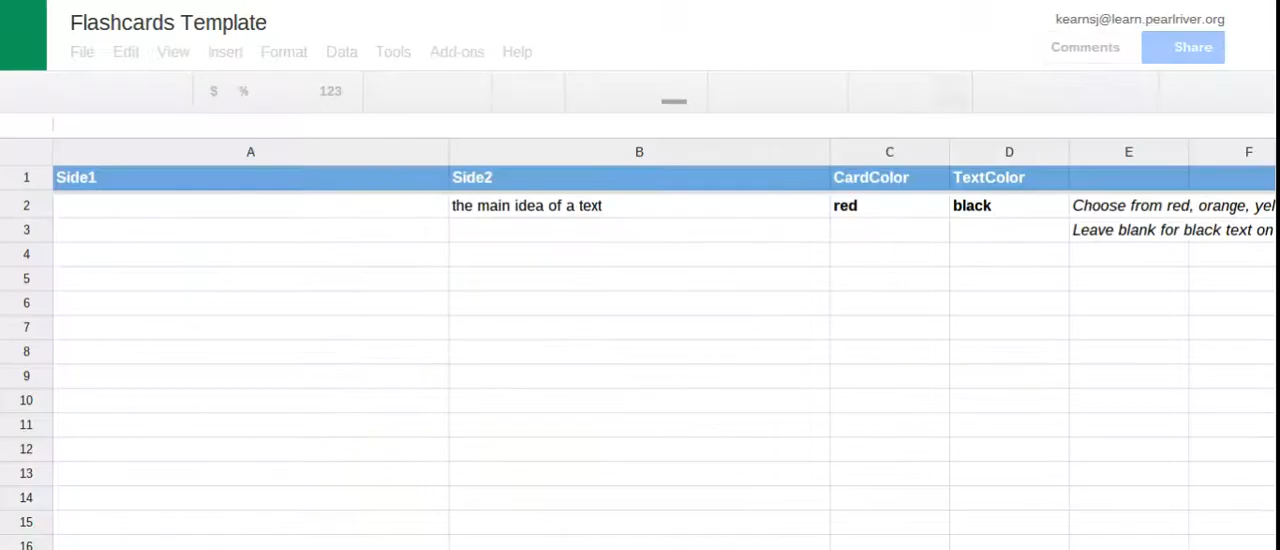 Flashcards Template
kearnsj@learn.pearlriver.org
File Edit View Insert Format Data Tools Add-ons Help
Comments Share
$ % 123
A B C D E F
1 Side1 Side2 CardColor TextColor
2 the main idea of a text red black Choose from red, orange, yel
3 Leave blank for black text on
4
5
6
7
8
9
10
11
12
13
14
15
16